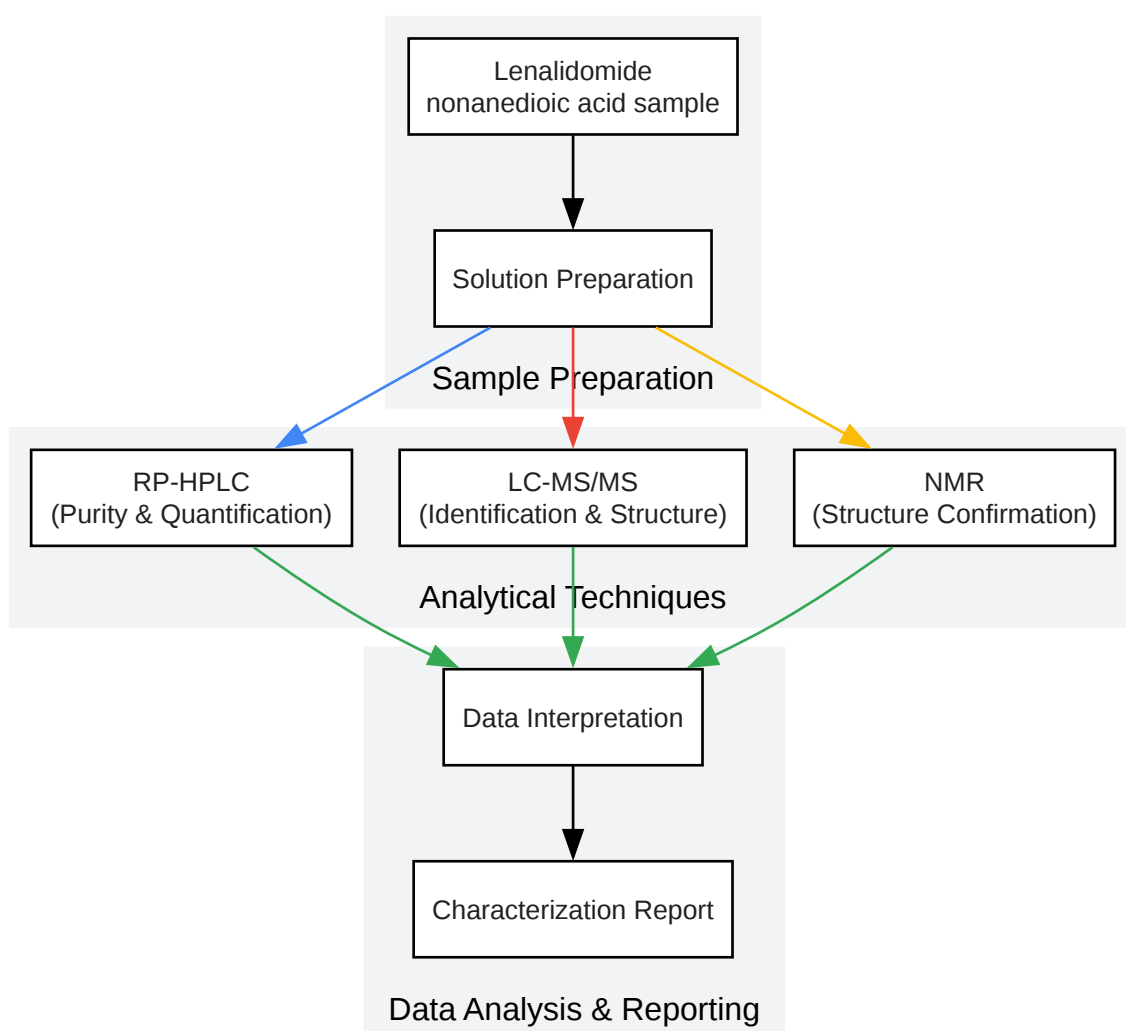 Lenalidomide
nonanedioic acid sample
Solution Preparation
Sample Preparation
RP-HPLC
(Purity & Quantification)
LC-MS/MS
(Identification & Structure)
NMR
(Structure Confirmation)
Analytical Techniques
Data Interpretation
Characterization Report
Data Analysis & Reporting